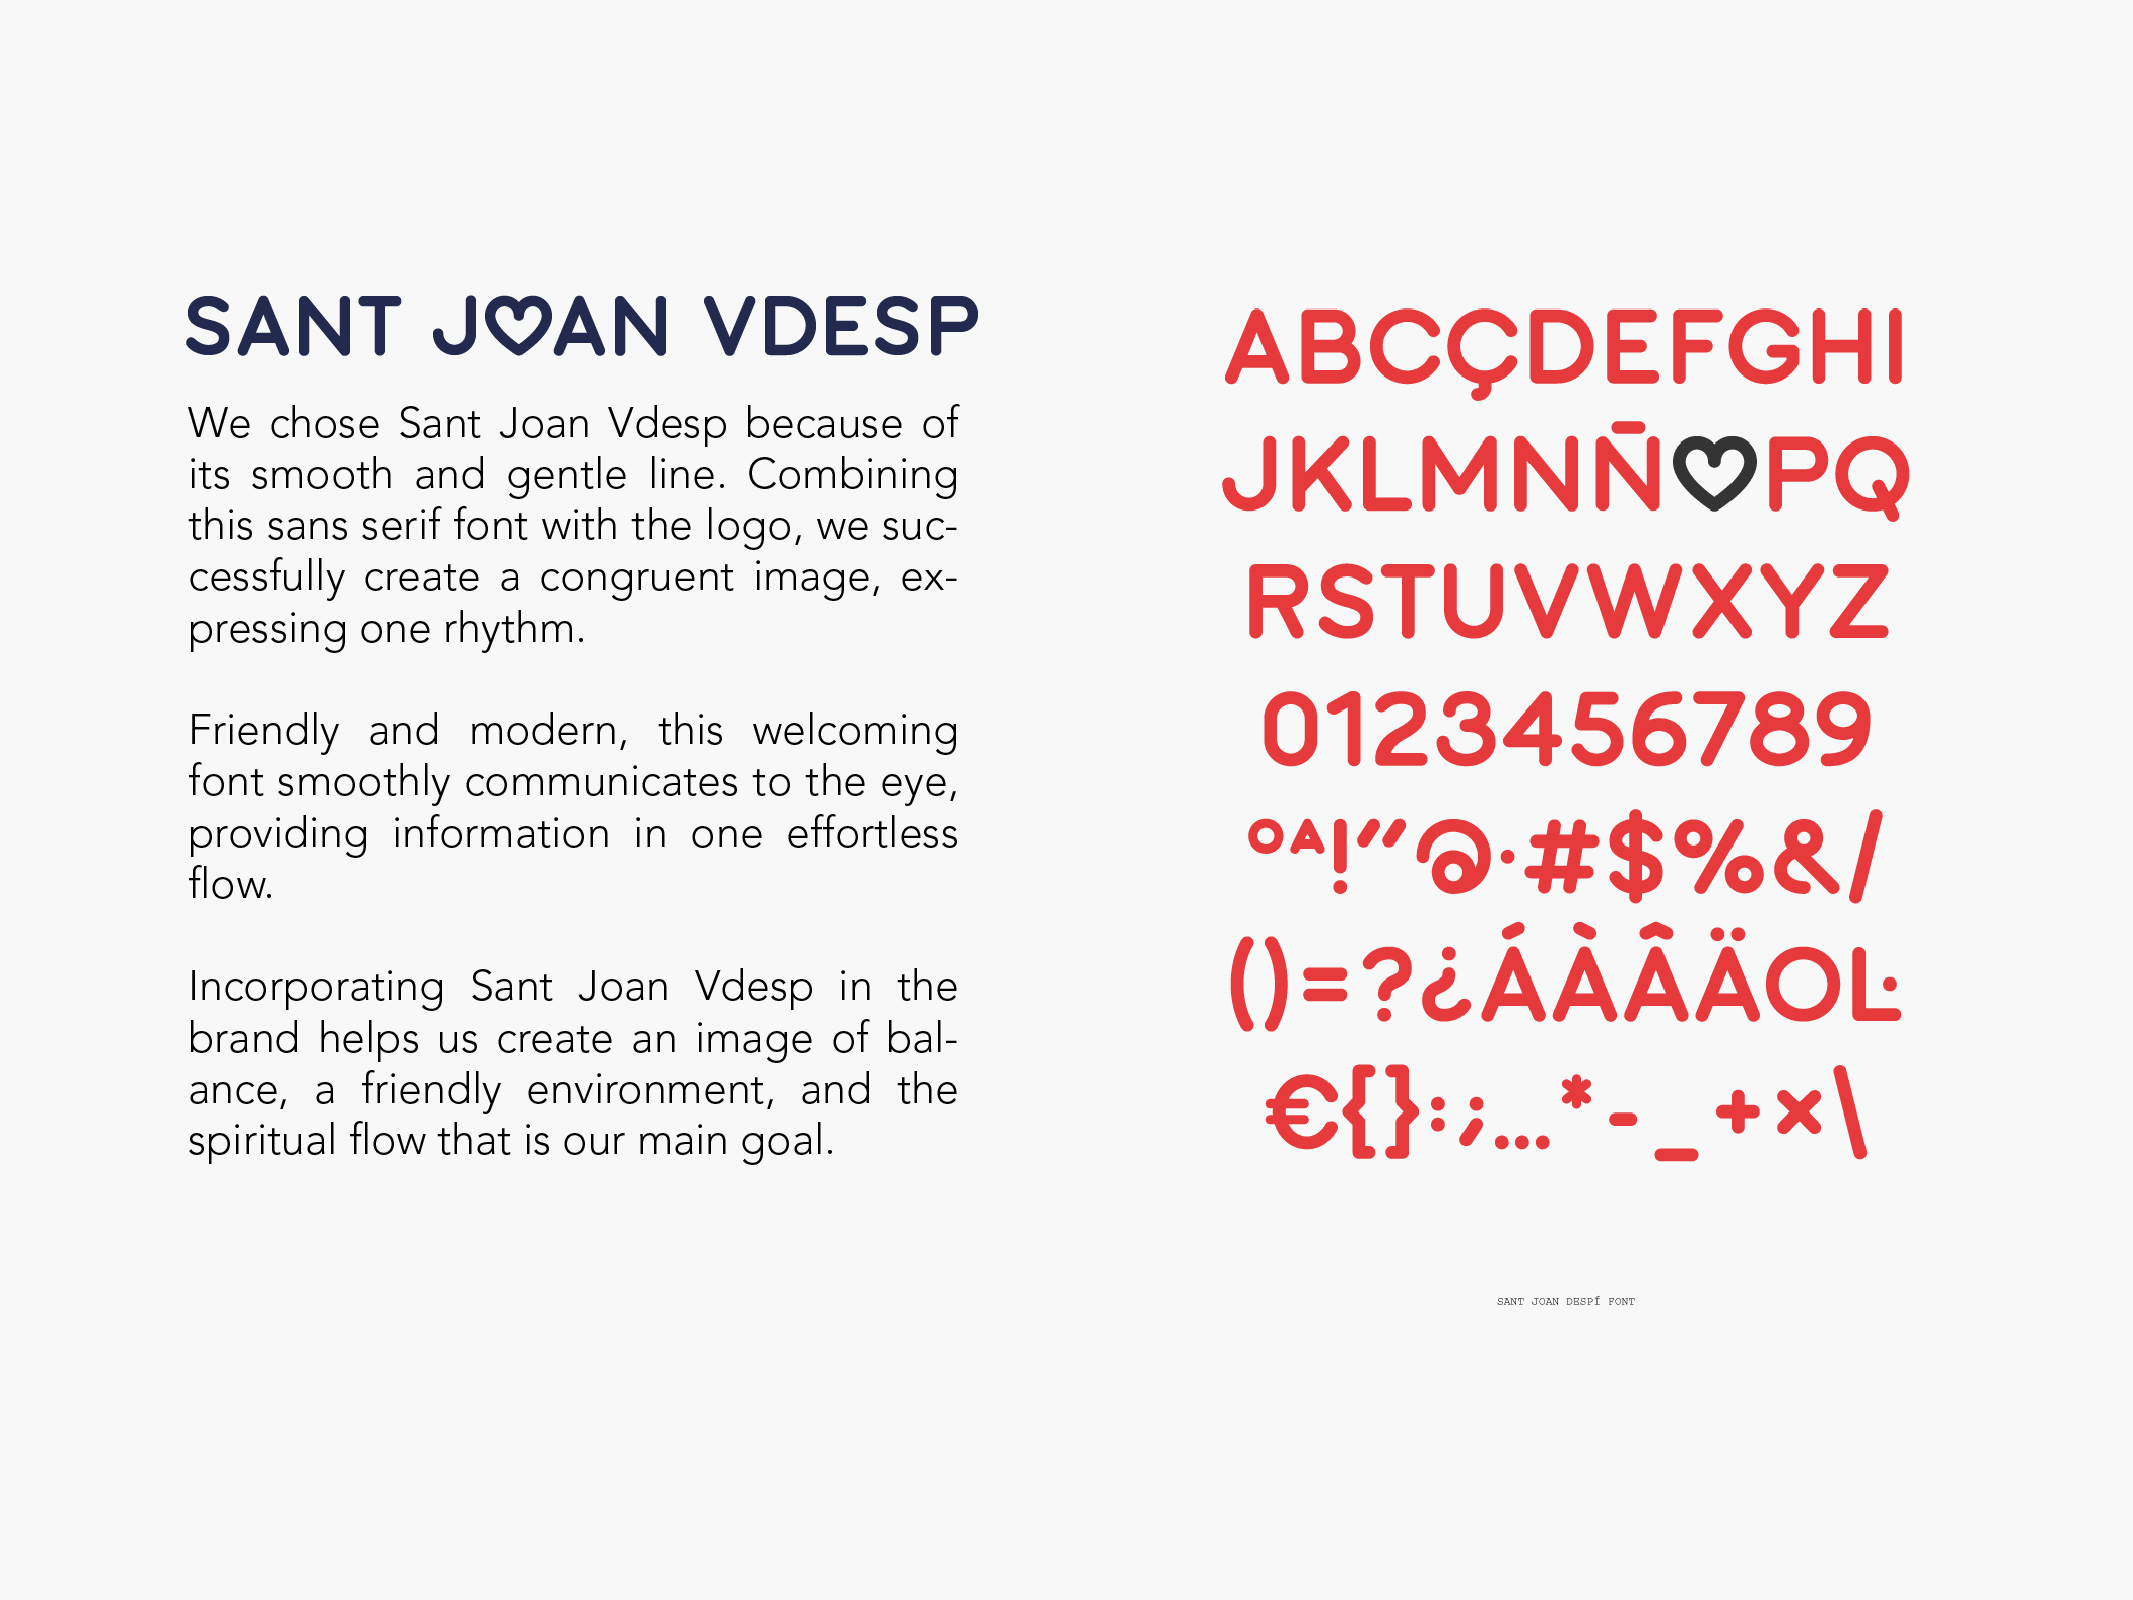 SANT J♡AN VDESP
We chose Sant Joan Vdesp because of
its smooth and gentle line. Combining
this sans serif font with the logo, we suc-
cessfully create a congruent image, ex-
pressing one rhythm.
Friendly and modern, this welcoming
font smoothly communicates to the eye,
providing information in one effortless
flow.
Incorporating Sant Joan Vdesp in the
brand helps us create an image of bal-
ance, a friendly environment, and the
spiritual flow that is our main goal.
ABCÇDEFGHI
JKLMNÑ♡PQ
RSTUVWXYZ
0123456789
ºª!"@·#$%&/
()=?¿ÁÀÂÄOĿ
€{}:;...*-_+×\
SANT JOAN DESPÍ FONT